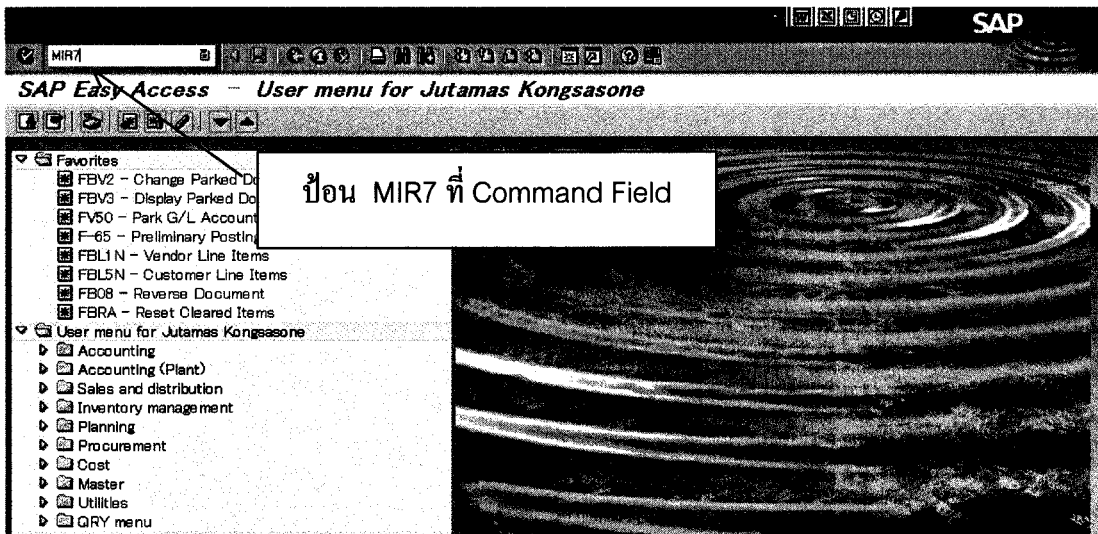 SAP
MIR7
SAP Easy Access - User menu for Jutamas Kongsasone
Favorites
FBV2 - Change Parked Do
FBV3 - Display Parked Do
FV50 - Park G/L Account
F-65 - Preliminary Posting
FBL1N - Vendor Line Items
FBL5N - Customer Line Items
FB08 - Reverse Document
FBRA - Reset Cleared Items
ป้อน MIR7 ที่ Command Field
User menu for Jutamas Kongsasone
Accounting
Accounting (Plant)
Sales and distribution
Inventory management
Planning
Procurement
Cost
Master
Utilities
QRY menu